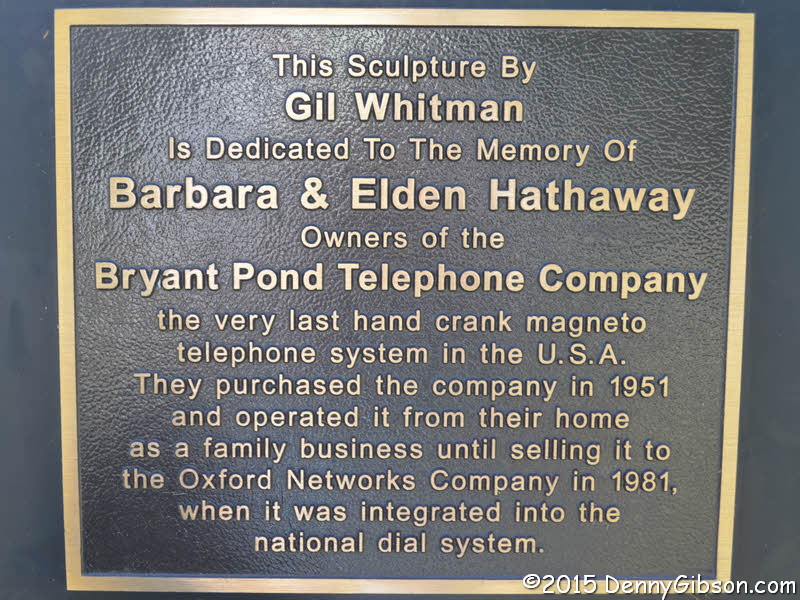 This Sculpture By
Gil Whitman
Is Dedicated To The Memory Of
Barbara & Elden Hathaway
Owners of the
Bryant Pond Telephone Company
the very last hand crank magneto
telephone system in the U.S.A.
They purchased the company in 1951
and operated it from their home
as a family business until selling it to
the Oxford Networks Company in 1981,
when it was integrated into the
national dial system.
©2015 DennyGibson.com